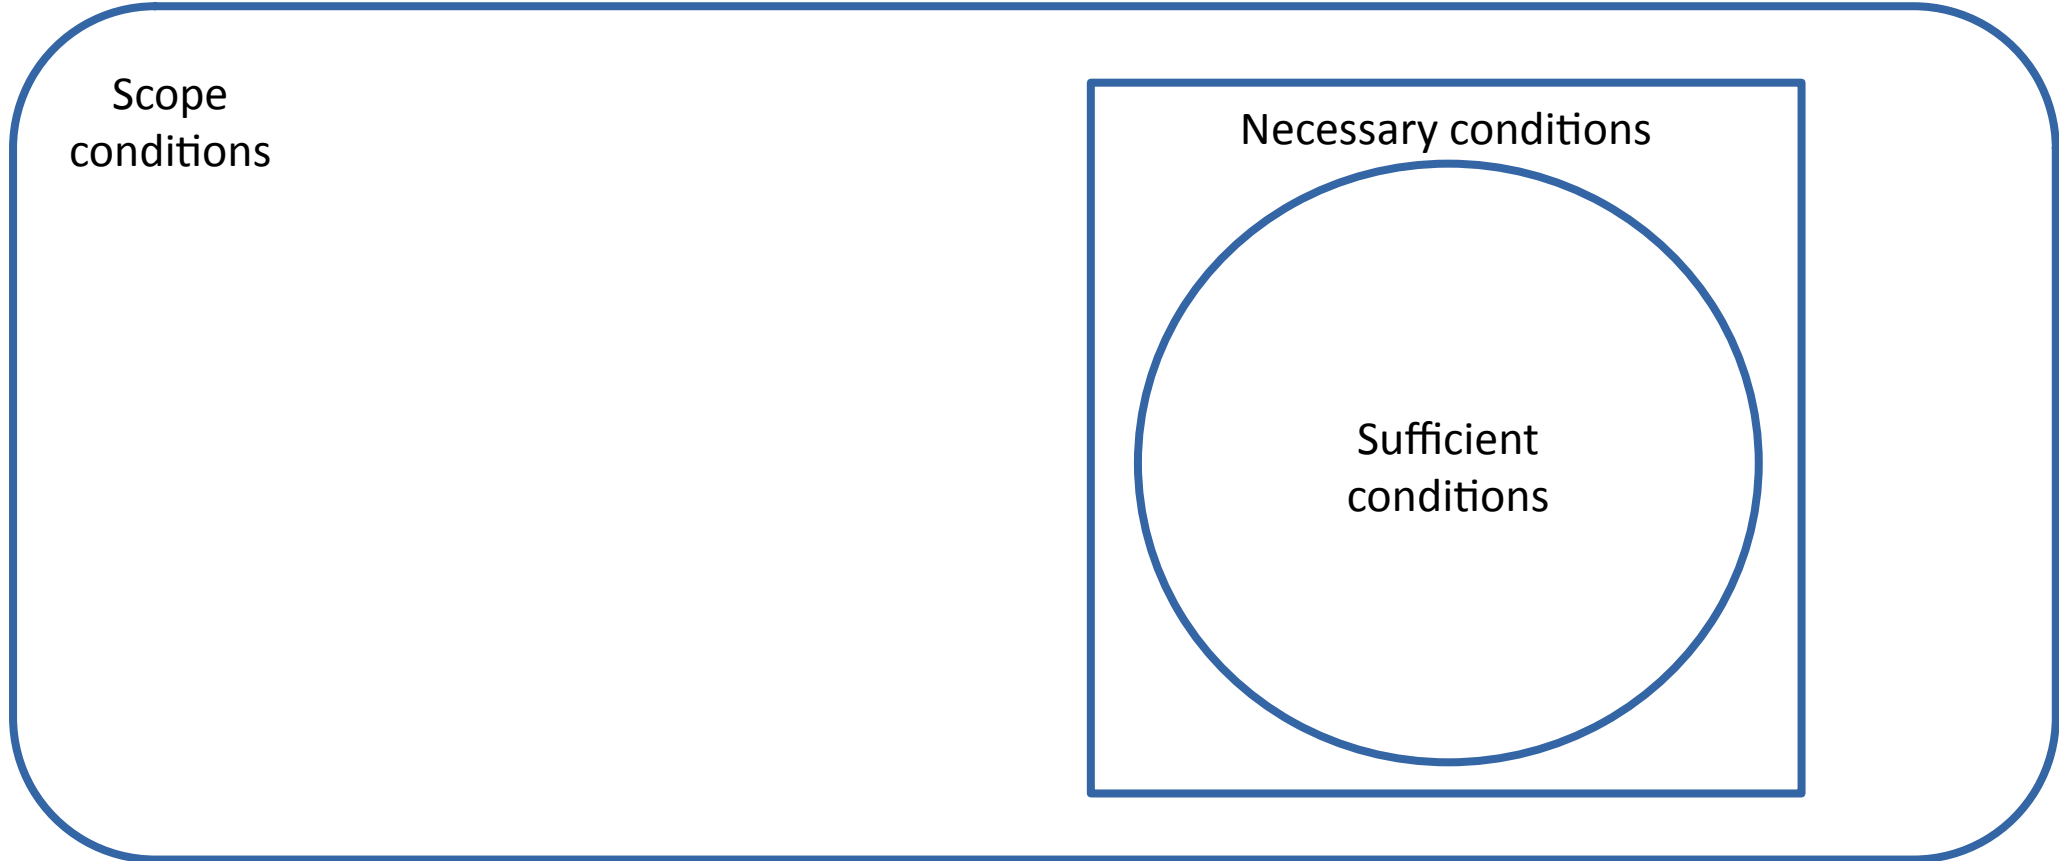 Scope
conditions
Necessary conditions
Sufficient
conditions